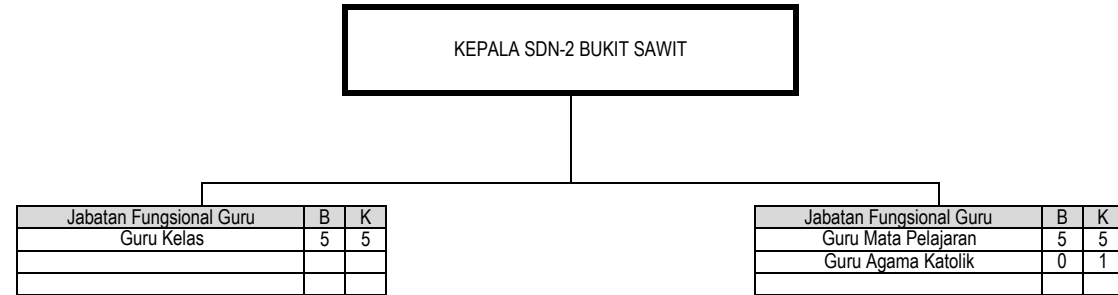 KEPALA SDN-2 BUKIT SAWIT
Jabatan Fungsional Guru B K
Guru Kelas 5 5
Jabatan Fungsional Guru B K
Guru Mata Pelajaran 5 5
Guru Agama Katolik 0 1